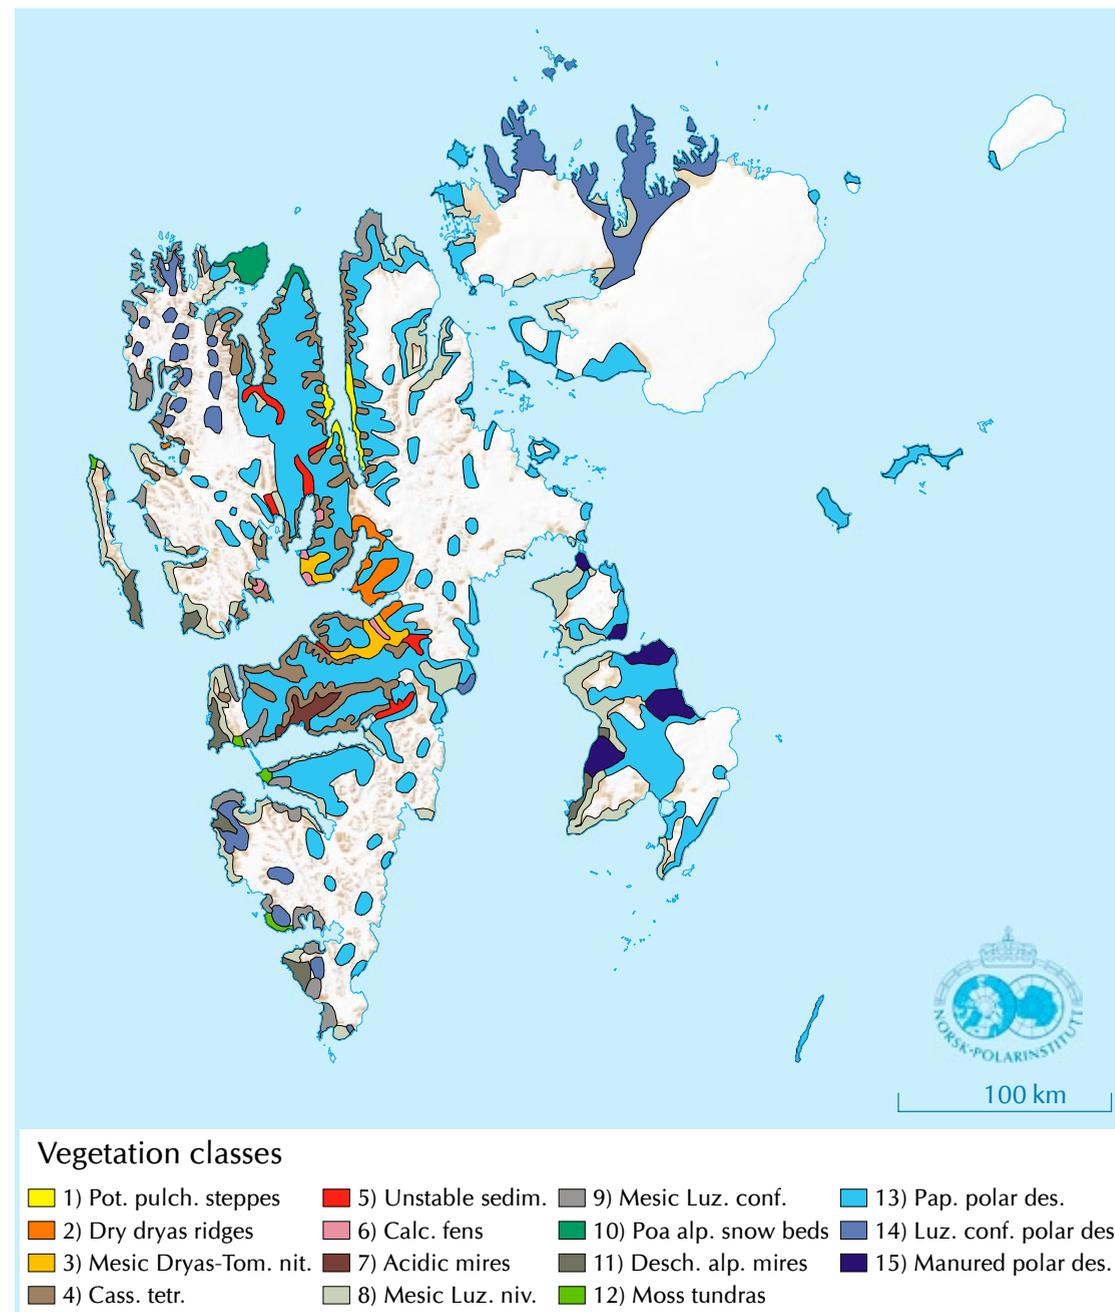 NORSK-POLARINSTITUTT
100 km
Vegetation classes
1) Pot. pulch. steppes
2) Dry dryas ridges
3) Mesic Dryas-Tom. nit.
4) Cass. tetr.
5) Unstable sedim.
6) Calc. fens
7) Acidic mires
8) Mesic Luz. niv.
9) Mesic Luz. conf.
10) Poa alp. snow beds
11) Desch. alp. mires
12) Moss tundras
13) Pap. polar des.
14) Luz. conf. polar des
15) Manured polar des.